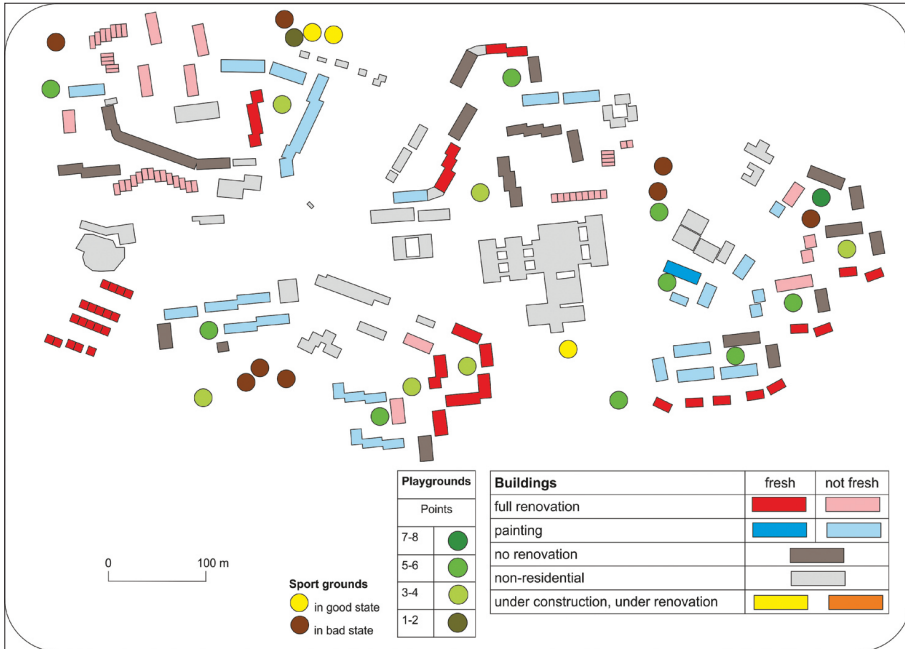 Playgrounds
Points
7-8
5-6
3-4
1-2
Buildings fresh not fresh
full renovation
painting
no renovation
non-residential
under construction, under renovation
0 100 m
Sport grounds
in good state
in bad state